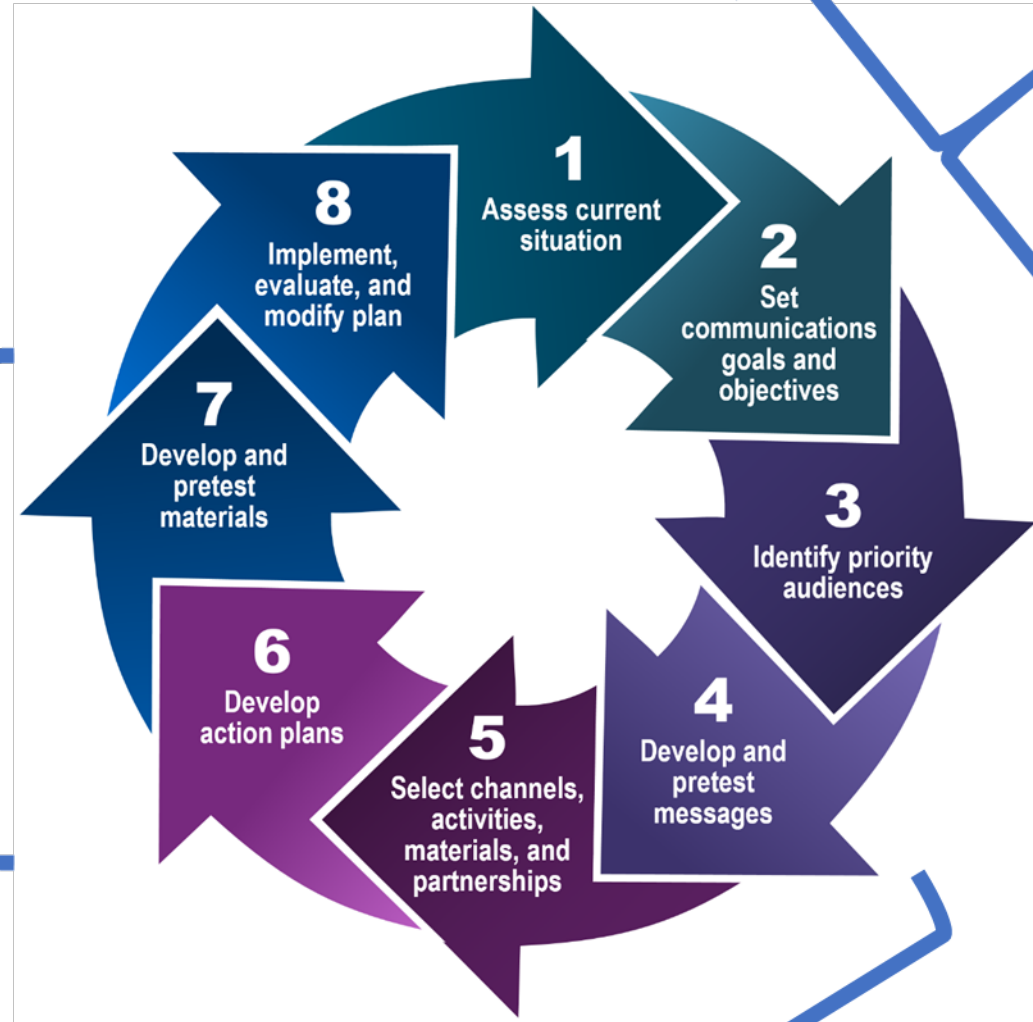 1
Assess current
situation
2
Set
communications
goals and
objectives
3
Identify priority
audiences
4
Develop and
pretest
messages
5
Select channels,
activities,
materials, and
partnerships
6
Develop
action plans
7
Develop and
pretest
materials
8
Implement,
evaluate, and
modify plan